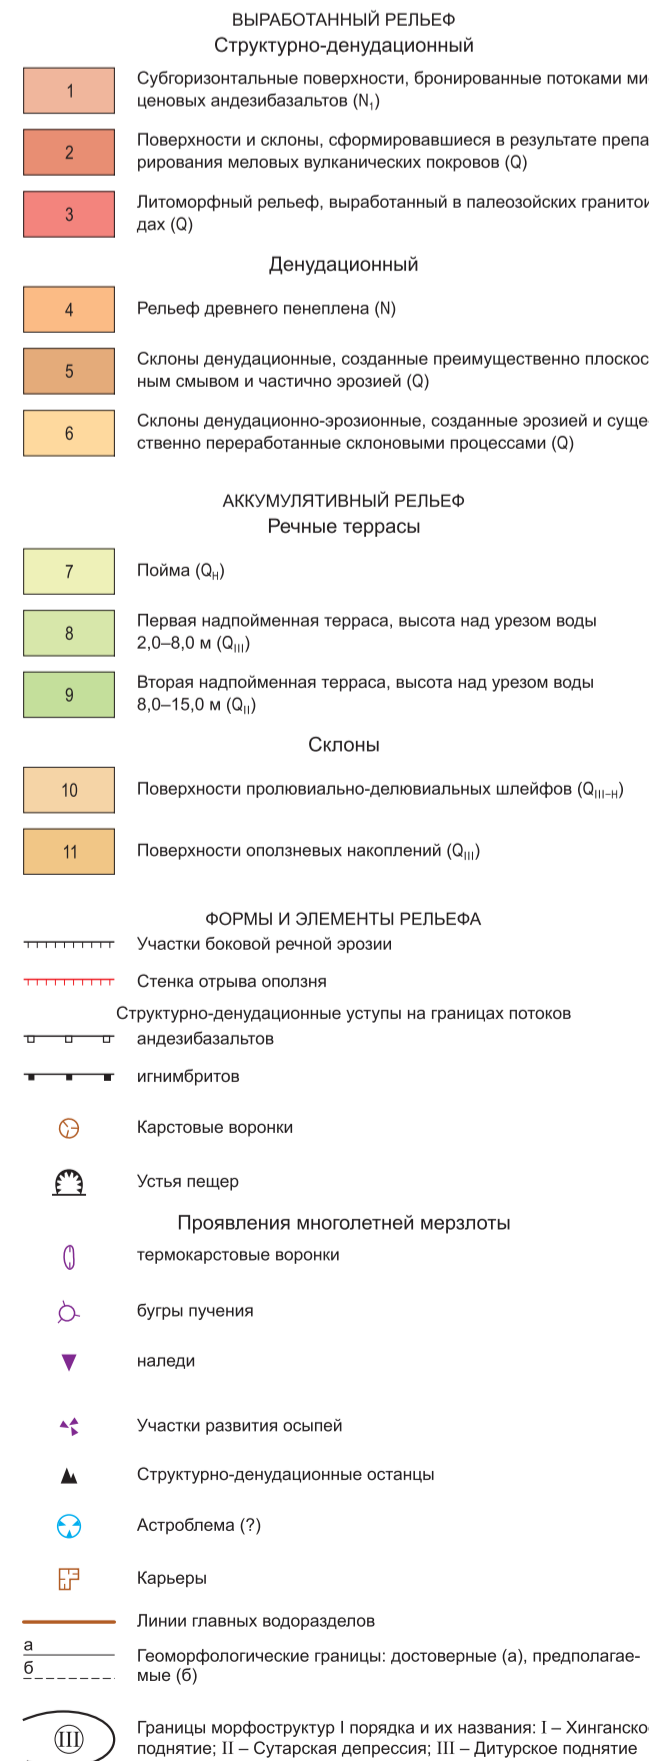 ВЫРАБОТАННЫЙ РЕЛЬЕФ
Структурно-денудационный
1 Субгоризонтальные поверхности, бронированные потоками ми-
ценовых андезибазальтов (N₁)
2 Поверхности и склоны, сформировавшиеся в результате препа-
рирования меловых вулканических покровов (Q)
3 Литоморфный рельеф, выработанный в палеозойских гранитои-
дах (Q)
Денудационный
4 Рельеф древнего пенеплена (N)
5 Склоны денудационные, созданные преимущественно плоскос-
ным смывом и частично эрозией (Q)
6 Склоны денудационно-эрозионные, созданные эрозией и суще-
ственно переработанные склоновыми процессами (Q)
АККУМУЛЯТИВНЫЙ РЕЛЬЕФ
Речные террасы
7 Пойма (QH)
8 Первая надпойменная терраса, высота над урезом воды
2,0–8,0 м (QIII)
9 Вторая надпойменная терраса, высота над урезом воды
8,0–15,0 м (QII)
Склоны
10 Поверхности пролювиально-делювиальных шлейфов (QIII–H)
11 Поверхности оползневых накоплений (QIII)
ФОРМЫ И ЭЛЕМЕНТЫ РЕЛЬЕФА
Участки боковой речной эрозии
Стенка отрыва оползня
Структурно-денудационные уступы на границах потоков
андезибазальтов
игнимбритов
Карстовые воронки
Устья пещер
Проявления многолетней мерзлоты
термокарстовые воронки
бугры пучения
наледи
Участки развития осыпей
Структурно-денудационные останцы
Астроблема (?)
Карьеры
Линии главных водоразделов
а
б
Геоморфологические границы: достоверные (а), предполагае-
мые (б)
III Границы морфоструктур I порядка и их названия: I – Хинганско
поднятие; II – Сутарская депрессия; III – Дитурское поднятие